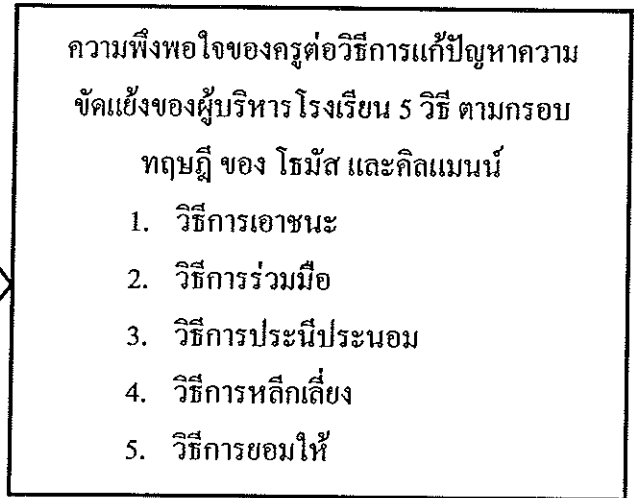 ความพึงพอใจของครูต่อวิธีการแก้ปัญหาความ
ขัดแย้งของผู้บริหารโรงเรียน 5 วิธี ตามกรอบ
ทฤษฎี ของ โธมัส และคิลแมนน์
1. วิธีการเอาชนะ
2. วิธีการร่วมมือ
3. วิธีการประนีประนอม
4. วิธีการหลีกเลี่ยง
5. วิธีการยอมให้